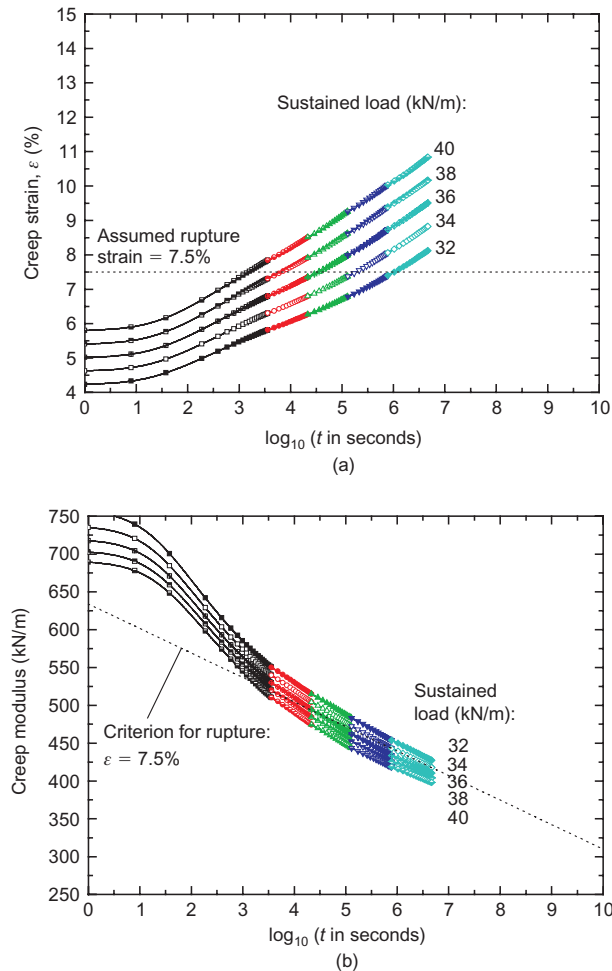 15
14
13
12
11
10
9
8
7
6
5
4
Creep strain, ε (%)
Sustained load (kN/m):
40
38
36
34
32
Assumed rupture
strain = 7.5%
0 1 2 3 4 5 6 7 8 9 10
log10 (t in seconds)
(a)
750
700
650
600
550
500
450
400
350
300
250
Creep modulus (kN/m)
Criterion for rupture:
ε = 7.5%
Sustained
load (kN/m):
32
34
36
38
40
0 1 2 3 4 5 6 7 8 9 10
log10 (t in seconds)
(b)